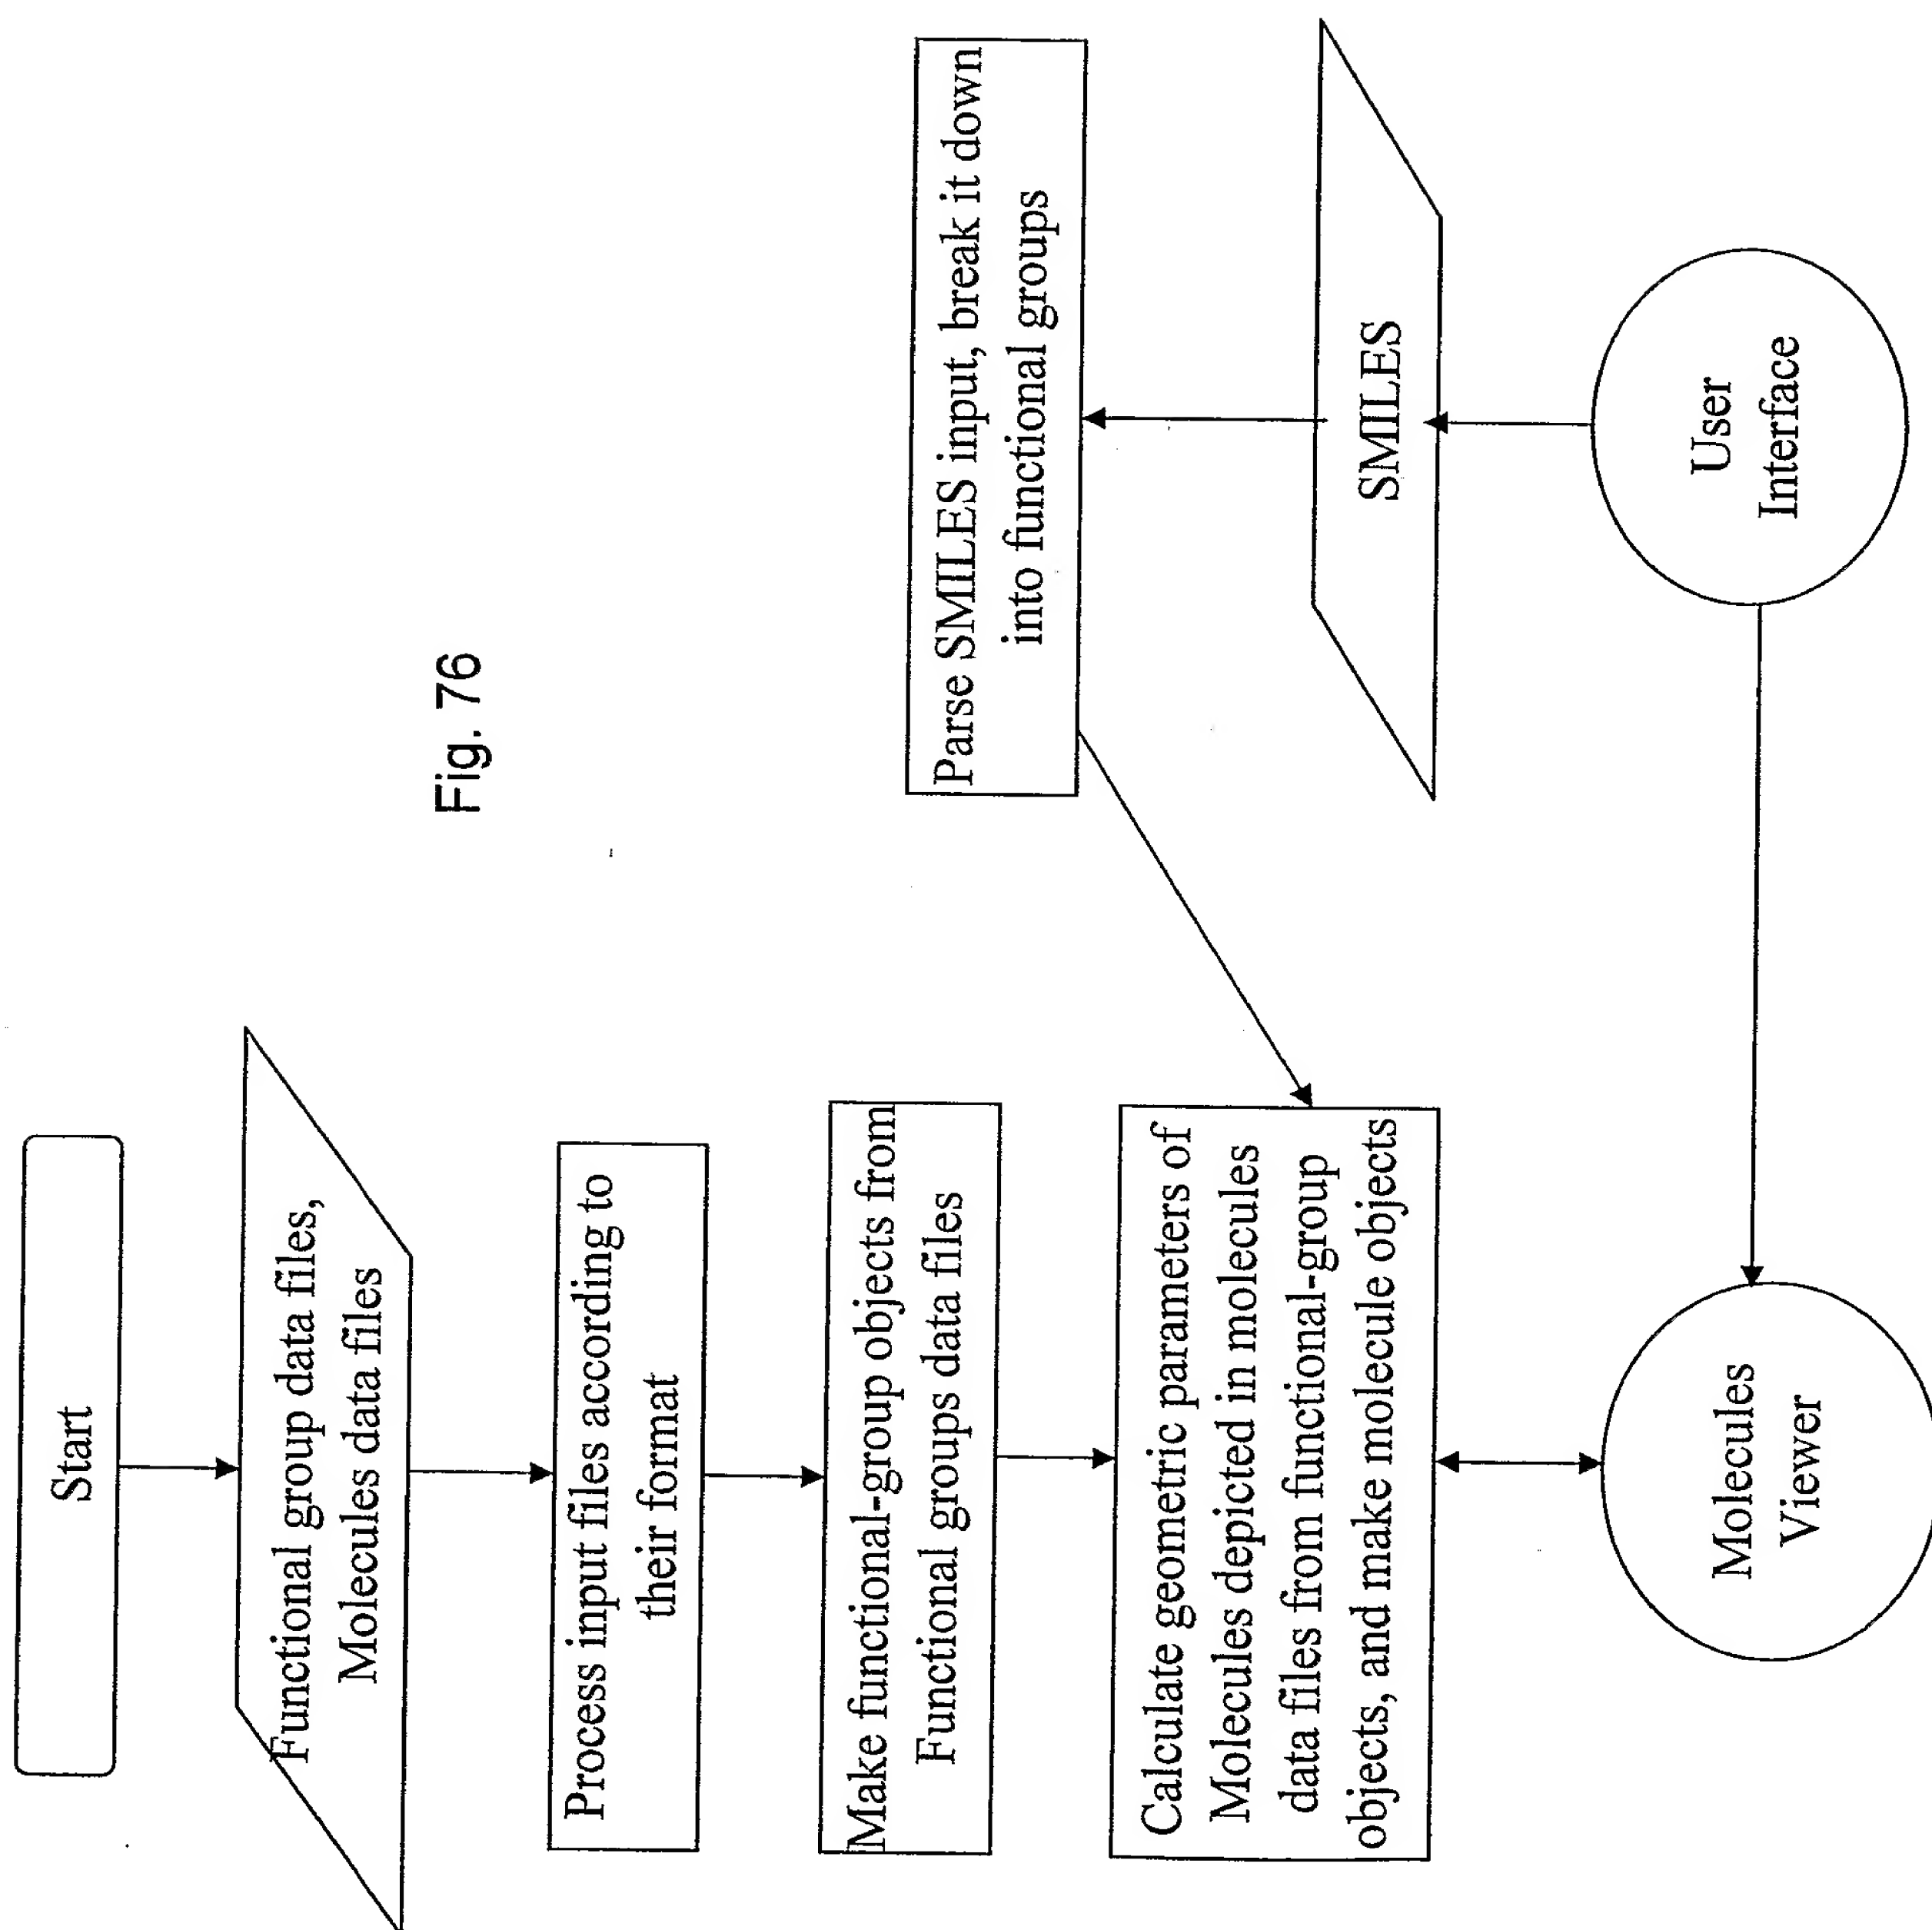 Fig. 76
Start
Functional group data files,
Molecules data files
Process input files according to
their format
Make functional-group objects from
Functional groups data files
Calculate geometric parameters of
Molecules depicted in molecules
data files from functional-group
objects, and make molecule objects
Molecules
Viewer
Parse SMILES input, break it down
into functional groups
SMILES
User
Interface